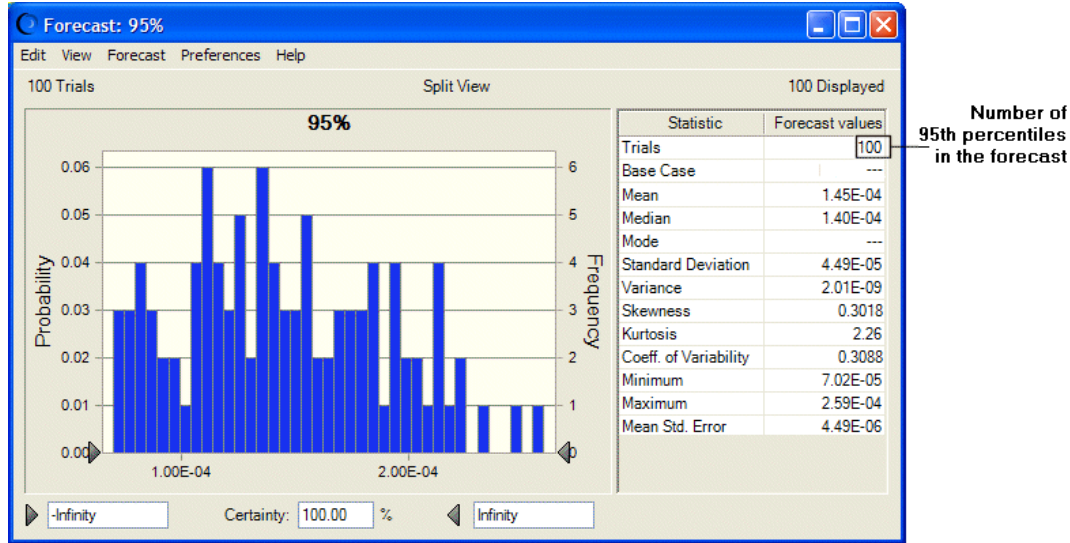 Forecast: 95%
Edit View Forecast Preferences Help
100 Trials Split View 100 Displayed
95%
Probability
0.06
0.05
0.04
0.03
0.02
0.01
0.00
6
5
4
3
2
1
0
Frequency
1.00E-04 2.00E-04
Statistic Forecast values
Trials 100
Base Case ---
Mean 1.45E-04
Median 1.40E-04
Mode ---
Standard Deviation 4.49E-05
Variance 2.01E-09
Skewness 0.3018
Kurtosis 2.26
Coeff. of Variability 0.3088
Minimum 7.02E-05
Maximum 2.59E-04
Mean Std. Error 4.49E-06
-Infinity Certainty: 100.00 % Infinity
Number of
95th percentiles
in the forecast